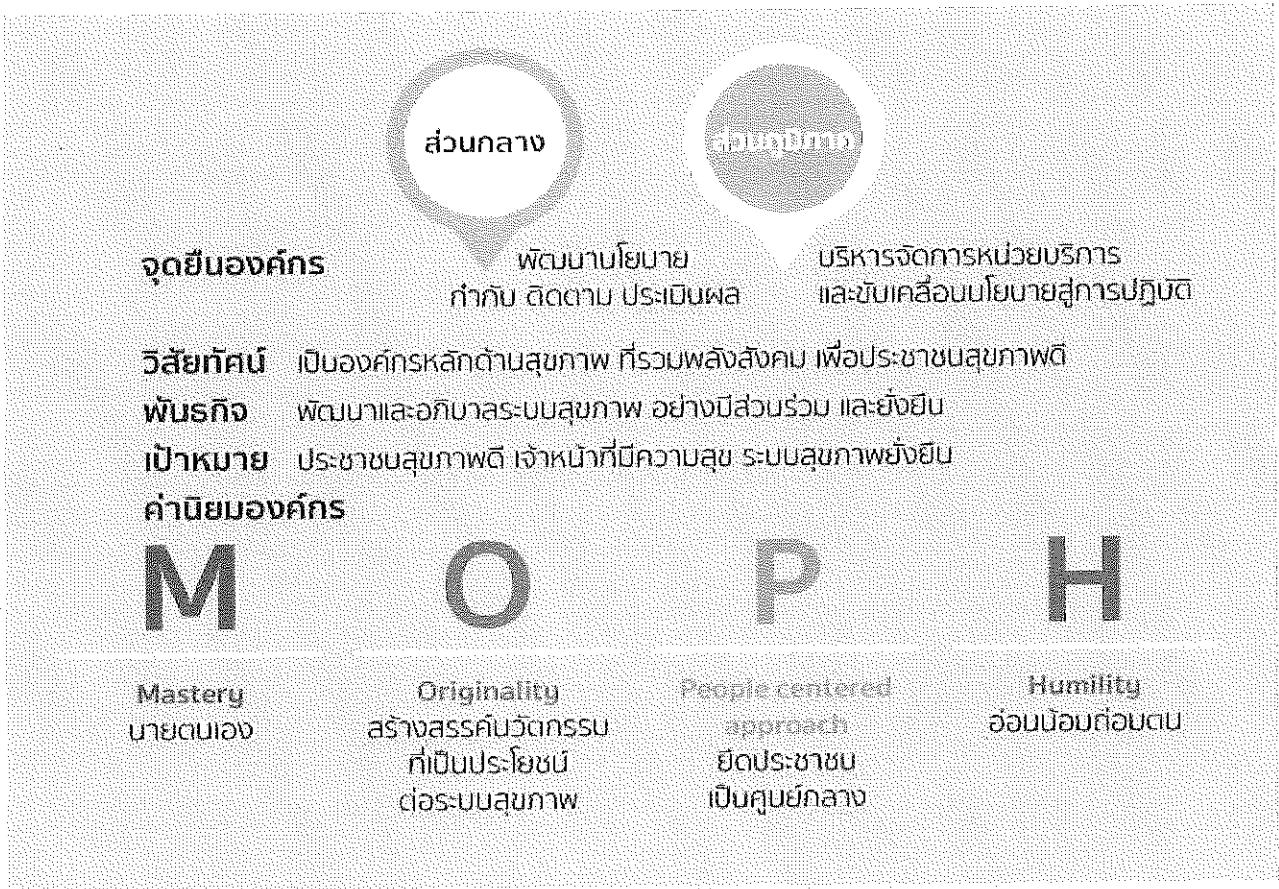 ส่วนกลาง
ส่วนภูมิภาค
จุดยืนองค์กร
พัฒนานโยบาย
กำกับ ติดตาม ประเมินผล
บริหารจัดการหน่วยบริการ
และขับเคลื่อนนโยบายสู่การปฏิบัติ
วิสัยทัศน์ เป็นองค์กรหลักด้านสุขภาพ ที่รวมพลังสังคม เพื่อประชาชนสุขภาพดี
พันธกิจ พัฒนาและอภิบาลระบบสุขภาพ อย่างมีส่วนร่วม และยั่งยืน
เป้าหมาย ประชาชนสุขภาพดี เจ้าหน้าที่มีความสุข ระบบสุขภาพยั่งยืน
ค่านิยมองค์กร
M
O
P
H
Mastery
นายตนเอง
Originality
สร้างสรรค์นวัตกรรม
ที่เป็นประโยชน์
ต่อระบบสุขภาพ
People centered
approach
ยึดประชาชน
เป็นศูนย์กลาง
Humility
อ่อนน้อมถ่อมตน